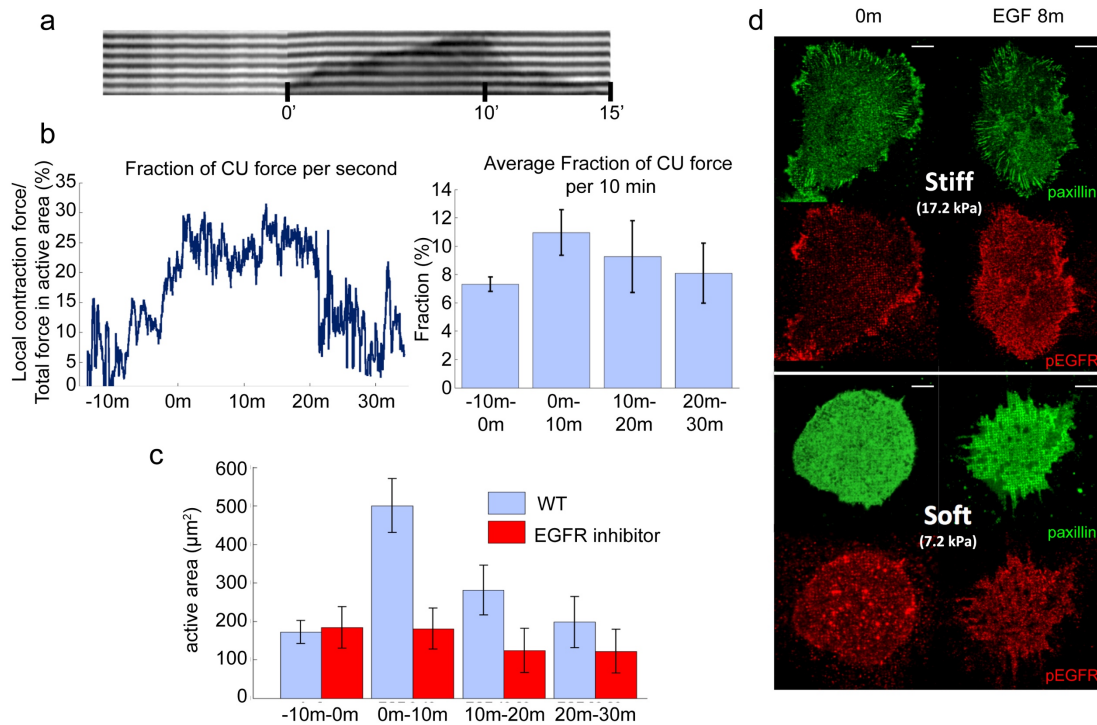 a
0'
10'
15'
b
Fraction of CU force per second
Local contraction force/
Total force in active area (%)
35
30
25
20
15
10
5
0
-10m
0m
10m
20m
30m
Average Fraction of CU force
per 10 min
Fraction (%)
14
12
10
8
6
4
2
0
-10m-
0m
0m-
10m
10m-
20m
20m-
30m
c
active area (µm²)
600
500
400
300
200
100
0
WT
EGFR inhibitor
-10m-0m
0m-10m
10m-20m
20m-30m
d
0m
EGF 8m
Stiff
(17.2 kPa)
paxillin
pEGFR
Soft
(7.2 kPa)
paxillin
pEGFR